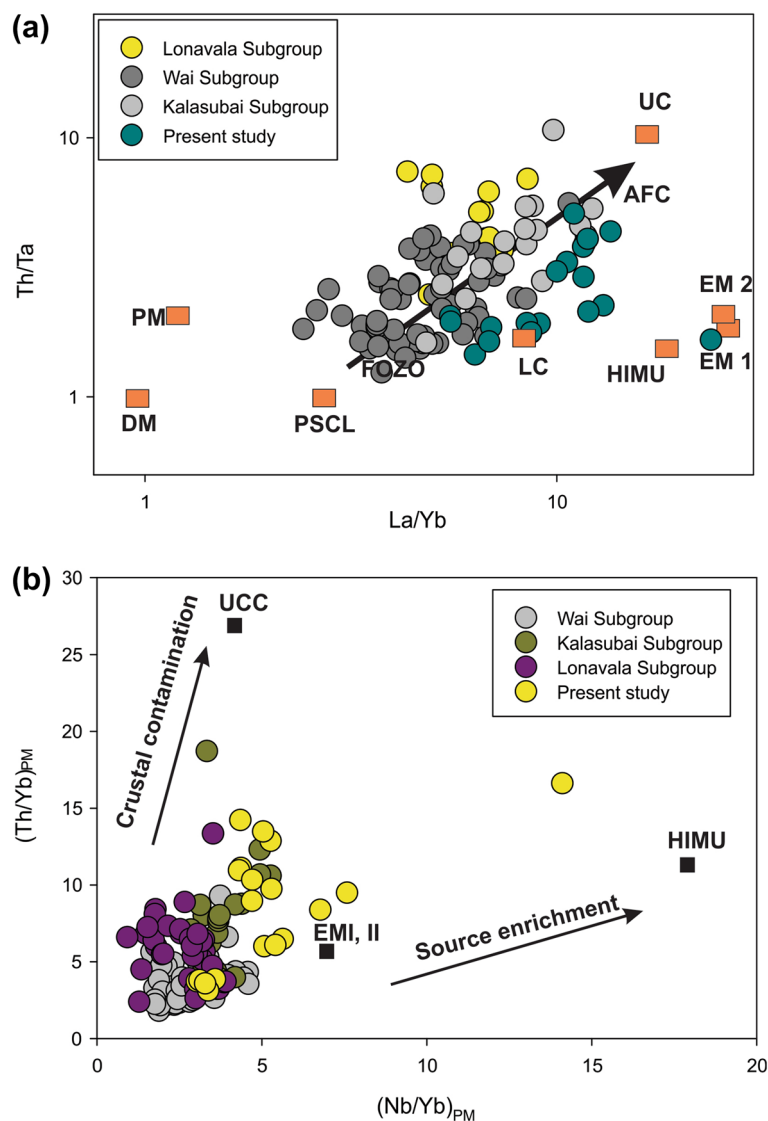 (a)
Lonavala Subgroup
Wai Subgroup
Kalasubai Subgroup
Present study
UC
AFC
10
Th/Ta
PM
EM 2
FOZO
LC
HIMU
EM 1
1
DM
PSCL
1
10
La/Yb
(b)
30
UCC
Wai Subgroup
Kalasubai Subgroup
Lonavala Subgroup
Present study
Crustal contamination
25
20
(Th/Yb)PM
15
HIMU
10
EMI, II
Source enrichment
5
0
0
5
10
15
20
(Nb/Yb)PM